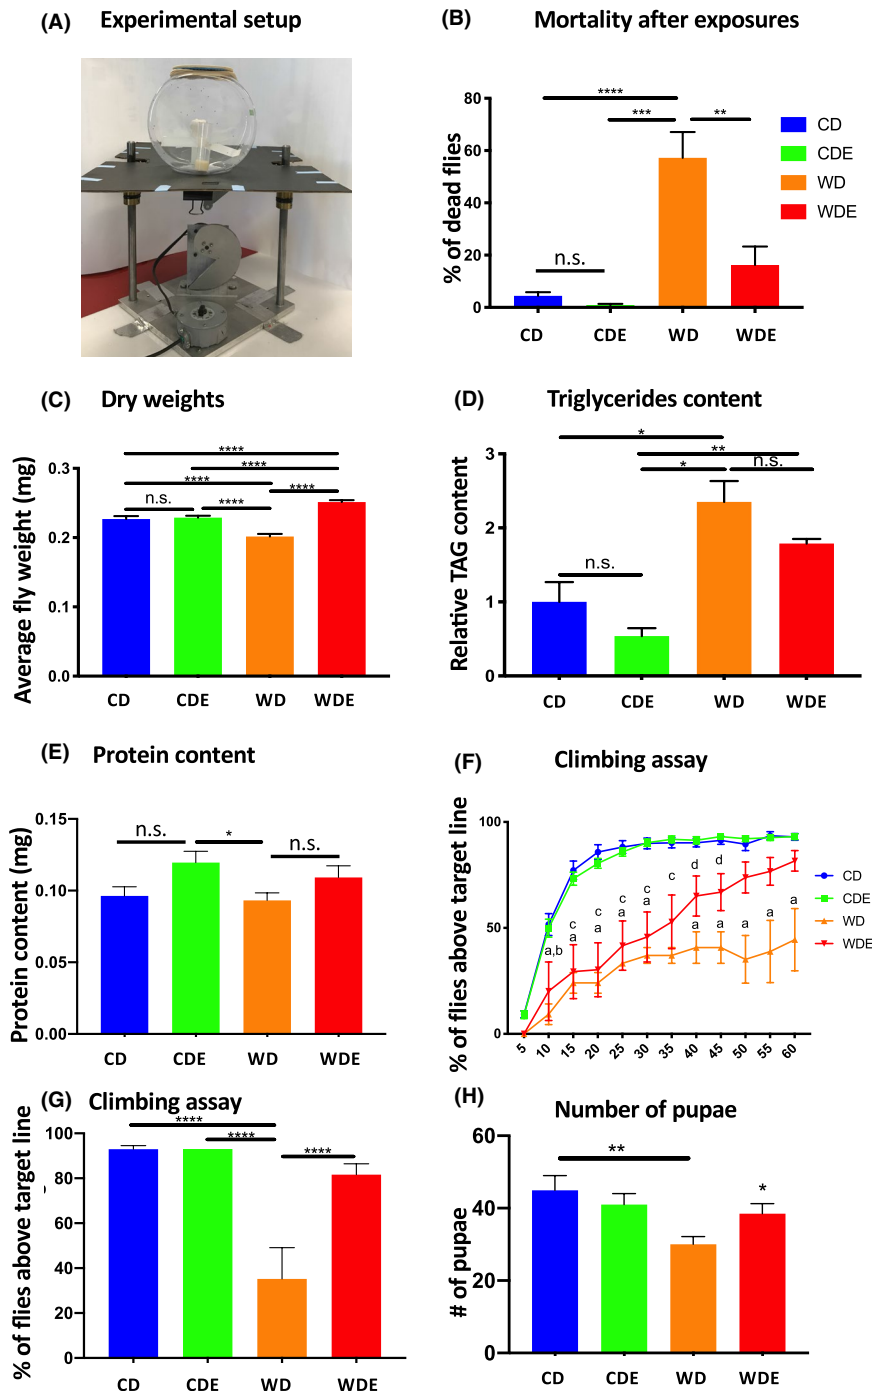 (A) Experimental setup
(B) Mortality after exposures
% of dead flies
80
60
40
20
0
****
***
**
n.s.
CD
CDE
WD
WDE
CD
CDE
WD
WDE
(C) Dry weights
Average fly weight (mg)
0.3
0.2
0.1
0.0
****
****
****
****
n.s.
****
CD
CDE
WD
WDE
(D) Triglycerides content
Relative TAG content
3
2
1
0
*
**
*
n.s.
n.s.
CD
CDE
WD
WDE
(E) Protein content
Protein content (mg)
0.15
0.10
0.05
0.00
n.s.
*
n.s.
CD
CDE
WD
WDE
(F) Climbing assay
% of flies above target line
100
50
0
a,b
c
a
c
a
c
a
c
a
c
d
a
d
a
a
a
a
5 10 15 20 25 30 35 40 45 50 55 60
CD
CDE
WD
WDE
(G) Climbing assay
% of flies above target line
100
80
60
40
20
0
****
****
****
CD
CDE
WD
WDE
(H) Number of pupae
# of pupae
60
40
20
0
**
*
CD
CDE
WD
WDE